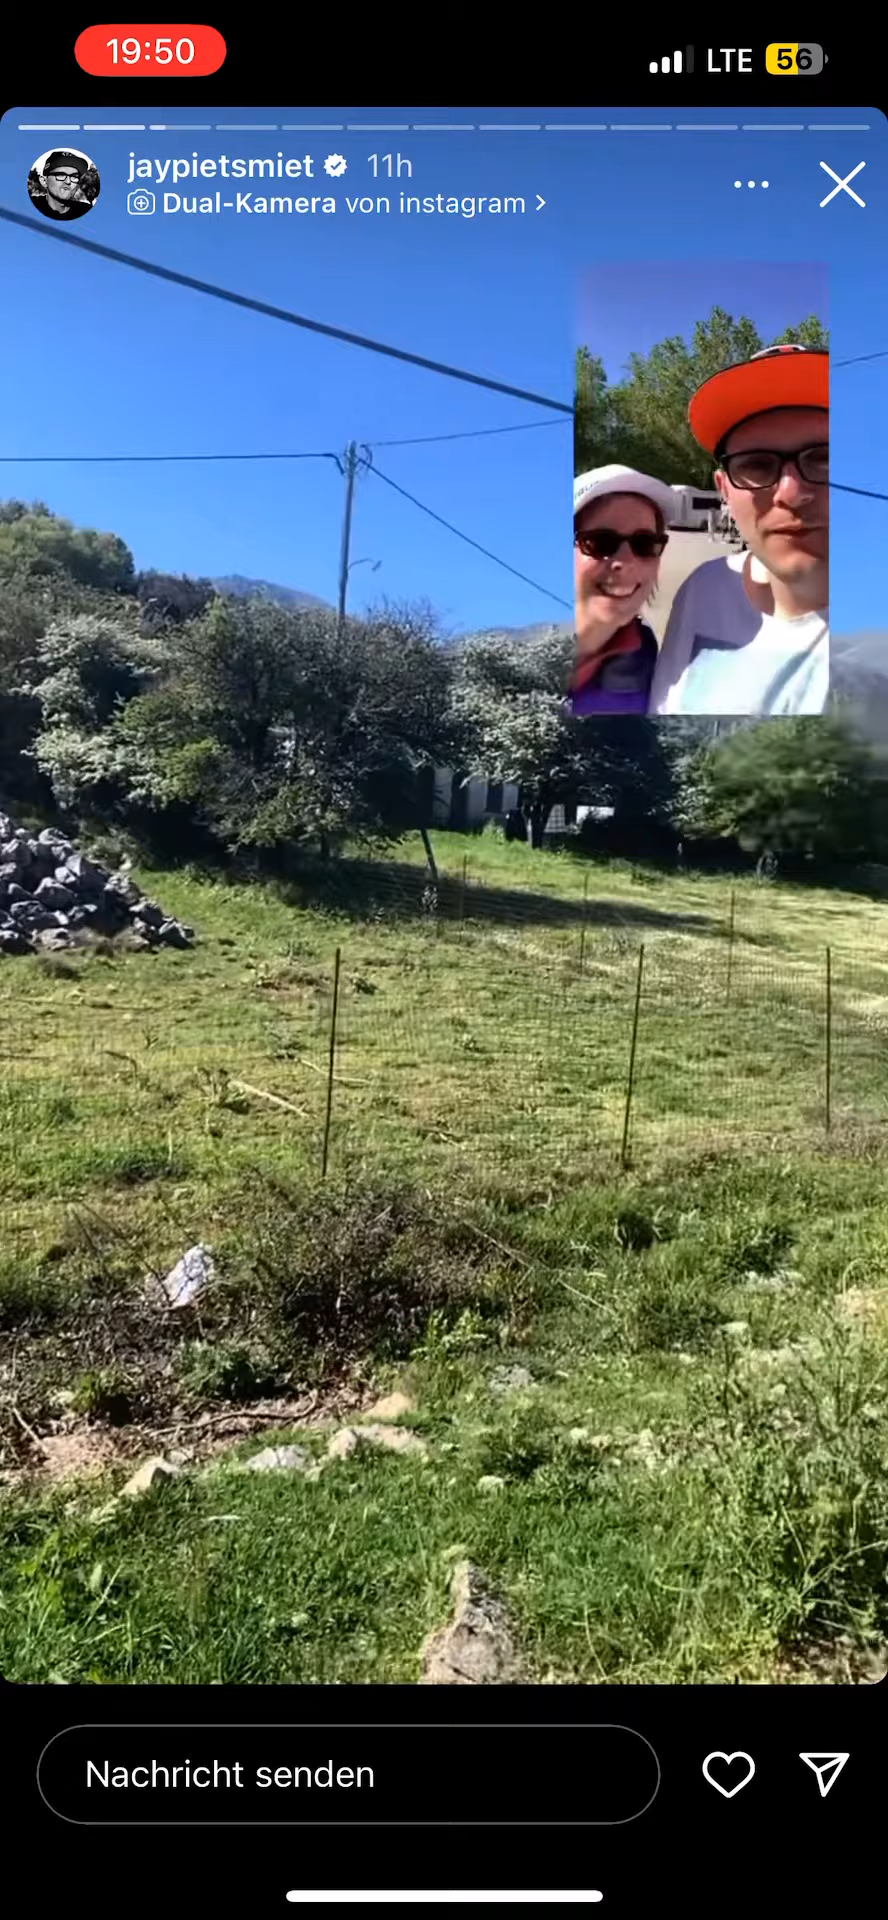 19:50
LTE 56
jaypietsmiet 11h
Dual-Kamera von instagram
Nachricht senden